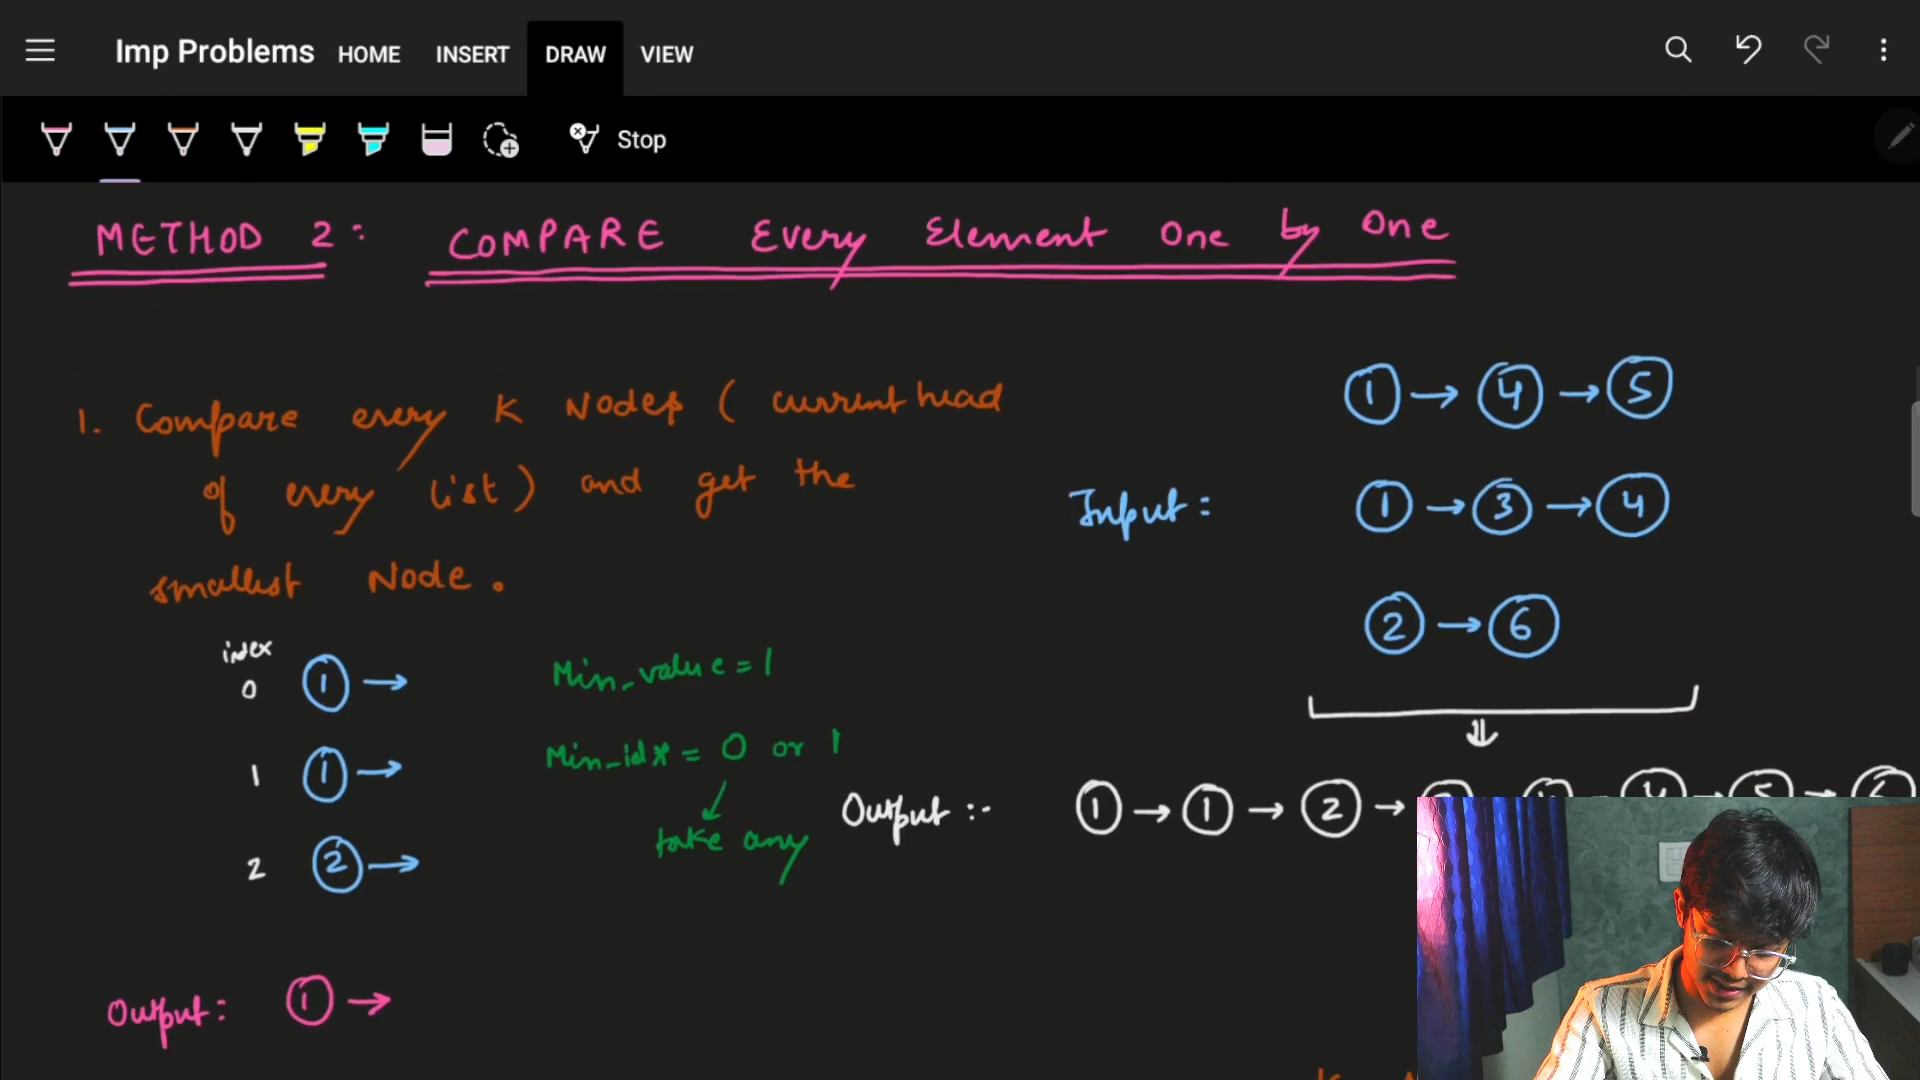 Imp Problems HOME INSERT DRAW VIEW
Stop
METHOD 2: COMPARE Every Element One by One
1. Compare every K Nodes (current head
of every list) and get the
smallest Node.
Input:
1 → 4 → 5
1 → 3 → 4
2 → 6
index
0 1 →
1 1 →
2 2 →
Min_value = 1
Min_idx = 0 or 1
take any
Output :-
1 → 1 → 2 →
Output: 1 →